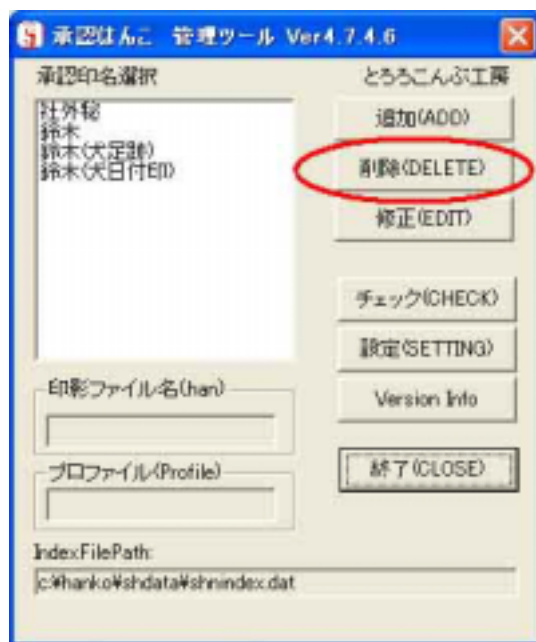 承認はんこ 管理ツール Ver4.7.4.6
承認印名選択
とろろこんぶ工房
社外秘
鈴木
鈴木(犬足跡)
鈴木(犬日付印)
追加(ADD)
削除(DELETE)
修正(EDIT)
チェック(CHECK)
設定(SETTING)
Version Info
終了(CLOSE)
印影ファイル名(han)
プロファイル(Profile)
IndexFilePath:
c:¥hanko¥shdata¥shnindex.dat